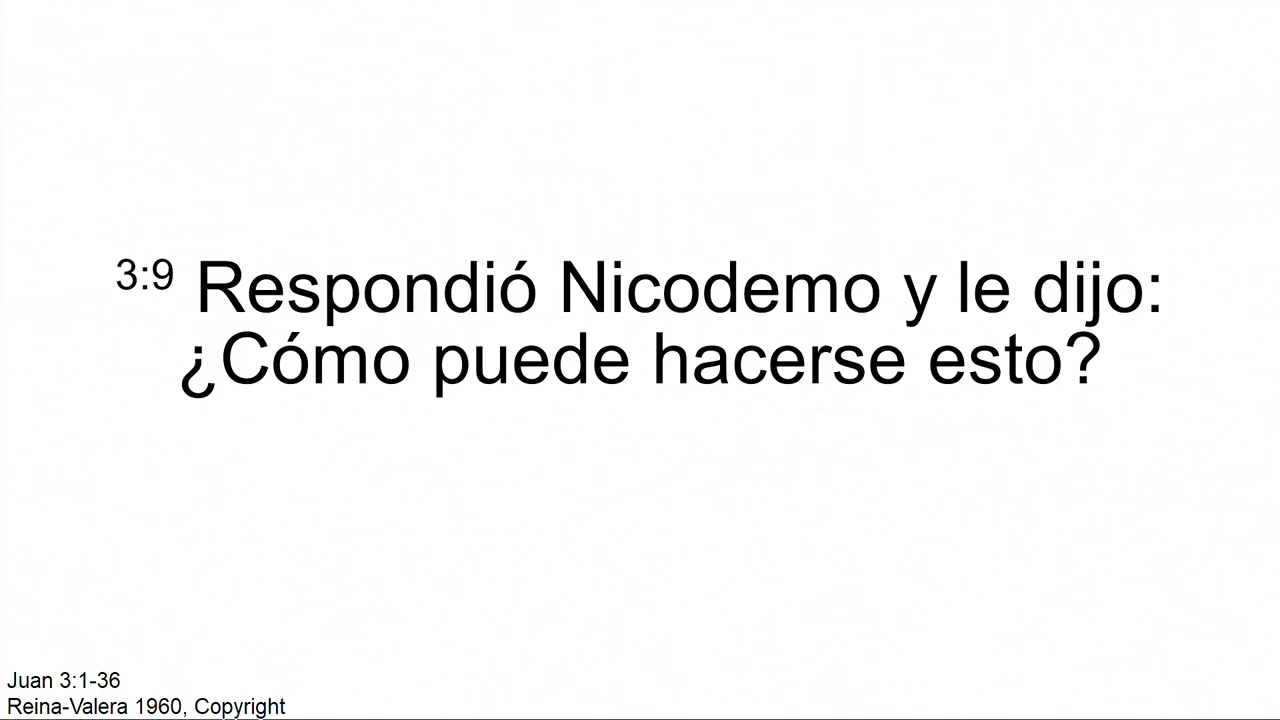 3:9 Respondió Nicodemo y le dijo:
¿Cómo puede hacerse esto?
Juan 3:1-36
Reina-Valera 1960, Copyright